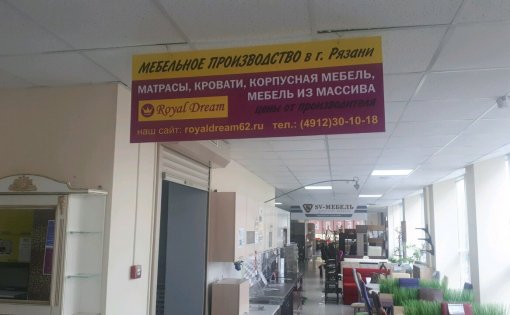 МЕБЕЛЬНОЕ ПРОИЗВОДСТВО в г. Рязани
МАТРАСЫ, КРОВАТИ, КОРПУСНАЯ МЕБЕЛЬ,
МЕБЕЛЬ ИЗ МАССИВА
Royal Dream
цены от производителя
наш сайт: royaldream62.ru тел.: (4912)30-10-18
SV-МЕБЕЛЬ